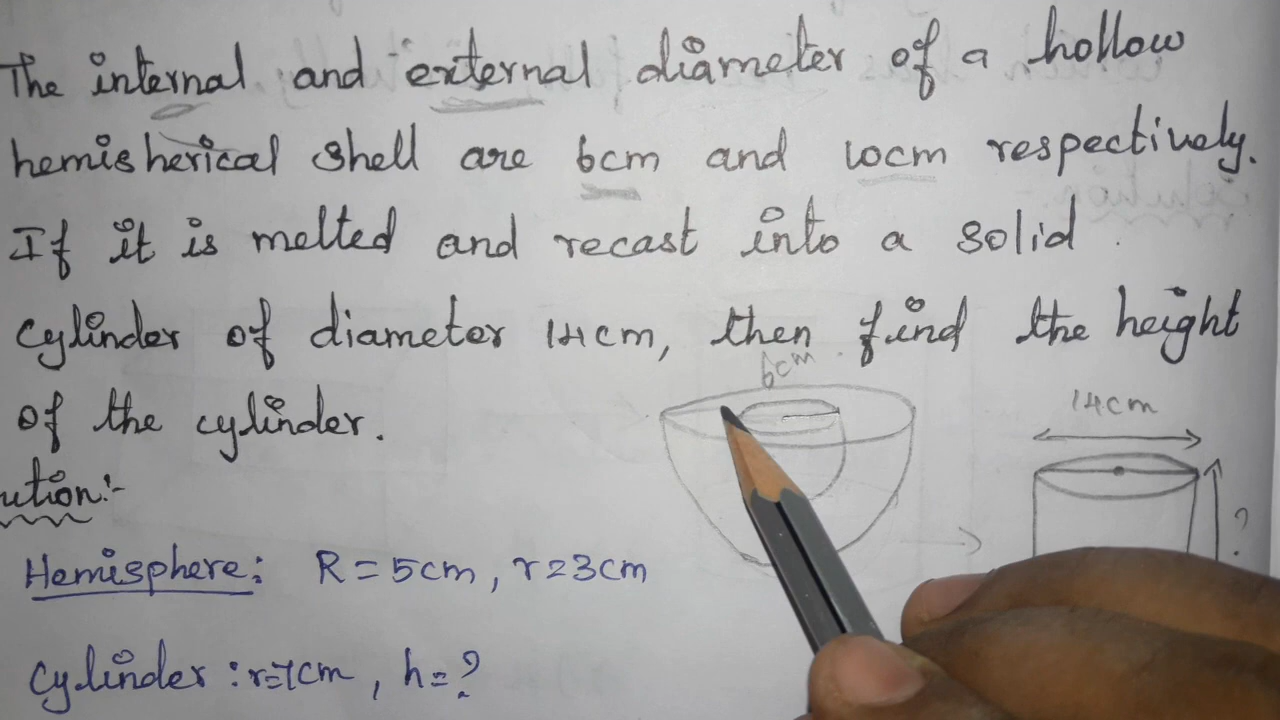 The internal and external diameter of a hollow
hemisherical shell are 6cm and 10cm respectively.
If it is melted and recast into a solid
cylinder of diameter 14cm, then find the height
of the cylinder.
6cm
14cm
ution:-
?
Hemisphere: R=5cm, r=3cm
Cylinder: r=7cm, h=?